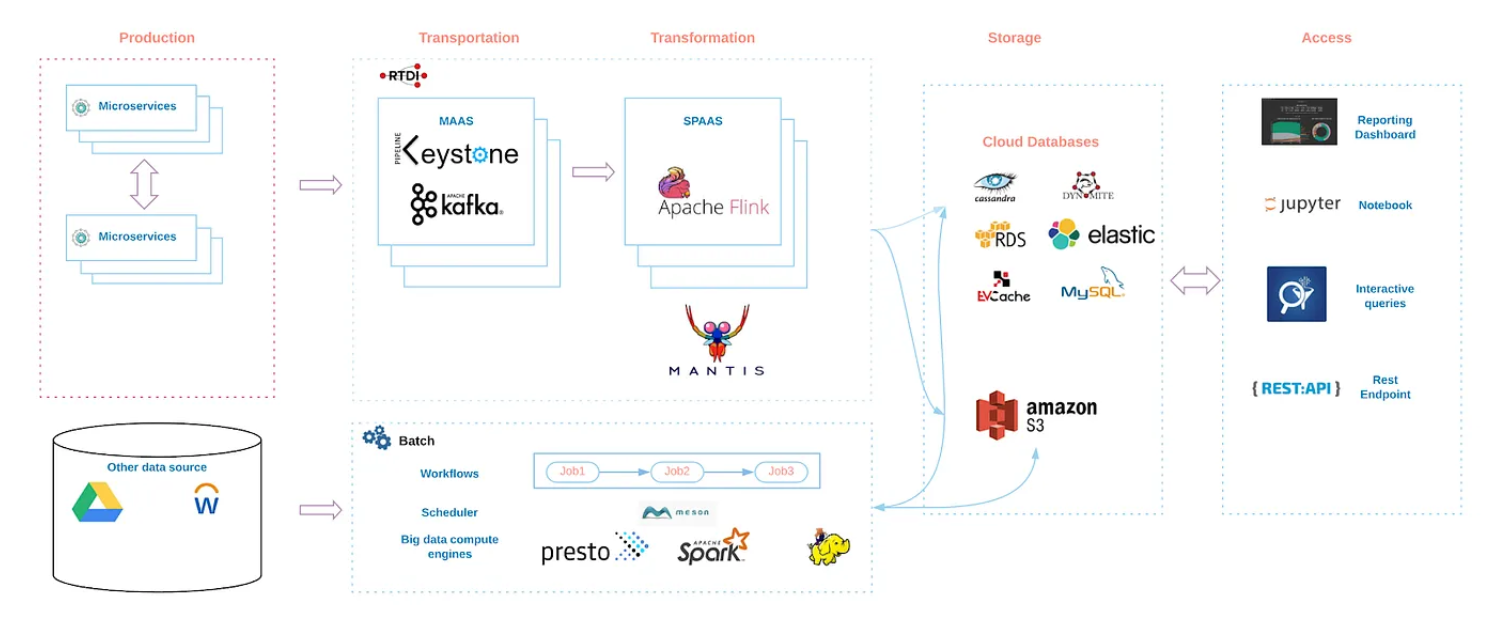 Production
Transportation
Transformation
Storage
Access
Microservices
Microservices
RTDI
MAAS
PIPELINE
Keystone
APACHE
kafka®
SPAAS
Apache Flink
MANTIS
Cloud Databases
cassandra
DYNOMITE
RDS
elastic
EVCache
MySQL®
amazon
S3
Reporting
Dashboard
jupyter
Notebook
Interactive
queries
{ REST:API }
Rest
Endpoint
Other data source
W
Batch
Workflows
Job1
Job2
Job3
Scheduler
meson
Big data compute
engines
presto
APACHE
Spark™